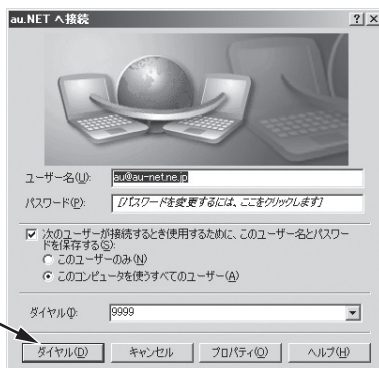 au.NET へ接続
ユーザー名(U):
au@au-net.ne.jp
パスワード(P):
[パスワードを変更するには、ここをクリックします]
次のユーザーが接続するとき使用するために、このユーザー名とパスワー
ドを保存する(S):
このユーザーのみ(N)
このコンピュータを使うすべてのユーザー(A)
ダイヤル(I):
9999
ダイヤル(D) キャンセル プロパティ(O) ヘルプ(H)